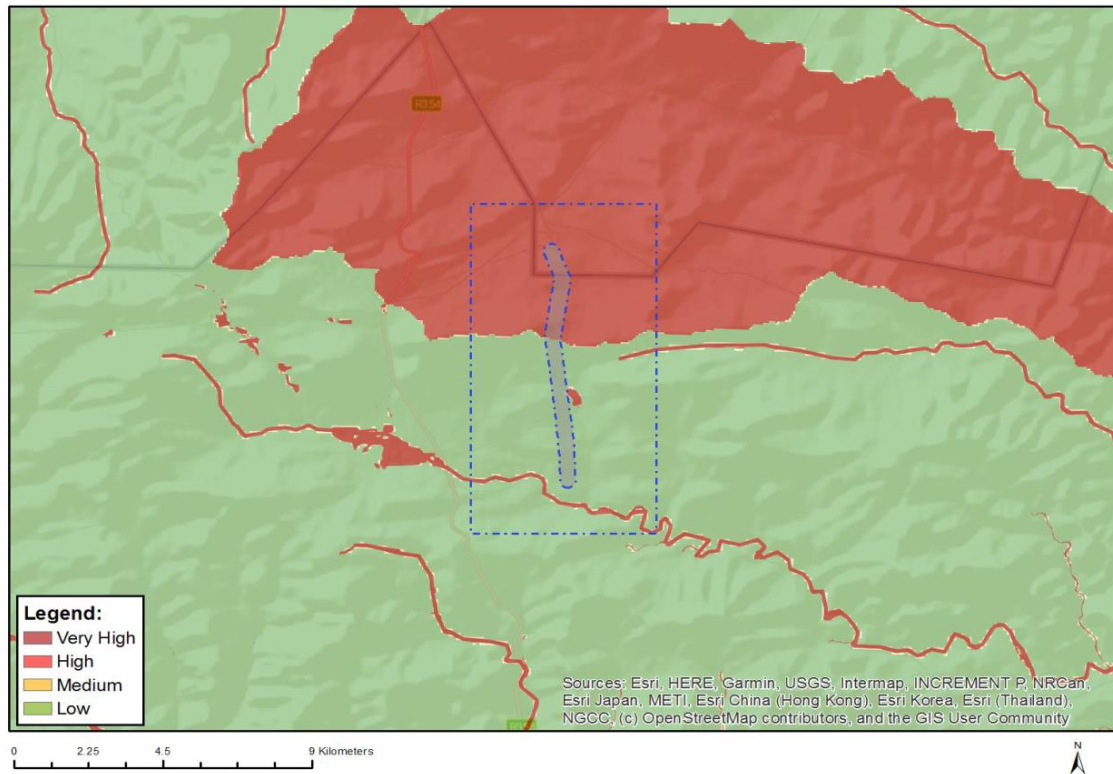 R354
Legend:
Very High
High
Medium
Low
Sources: Esri, HERE, Garmin, USGS, Intermap, INCREMENT P, NRCan,
Esri Japan, METI, Esri China (Hong Kong), Esri Korea, Esri (Thailand),
NGCC, (c) OpenStreetMap contributors, and the GIS User Community
0 2.25 4.5 9 Kilometers
N